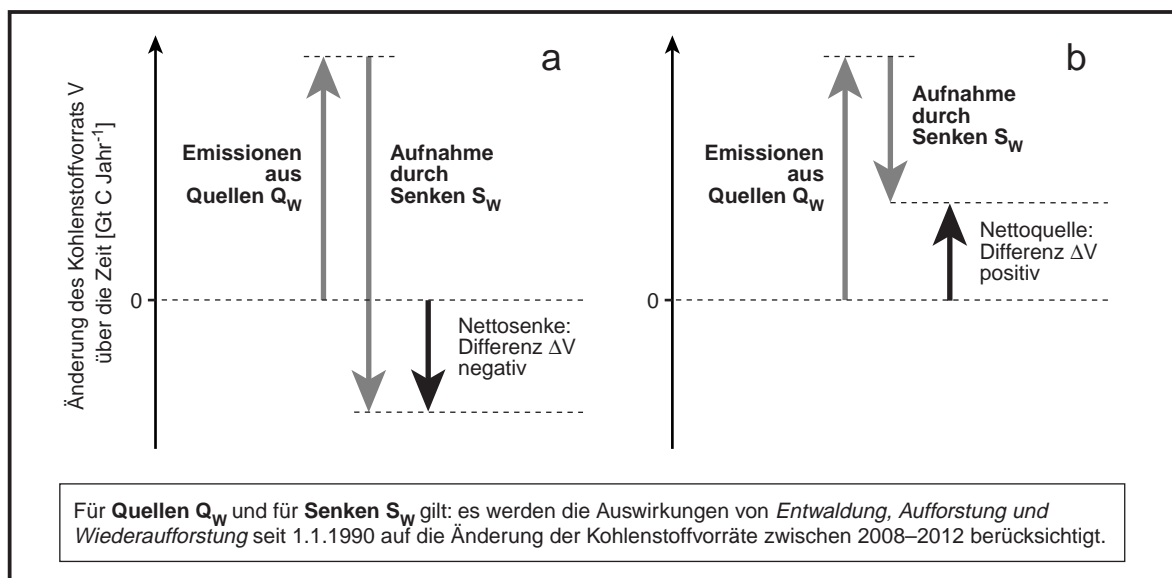 Änderung des Kohlenstoffvorrats V
über die Zeit [Gt C Jahr-1]
0
a
Emissionen
aus
Quellen QW
Aufnahme
durch
Senken SW
Nettosenke:
Differenz ΔV
negativ
b
0
Emissionen
aus
Quellen QW
Aufnahme
durch
Senken SW
Nettoquelle:
Differenz ΔV
positiv
Für Quellen QW und für Senken SW gilt: es werden die Auswirkungen von Entwaldung, Aufforstung und
Wiederaufforstung seit 1.1.1990 auf die Änderung der Kohlenstoffvorräte zwischen 2008–2012 berücksichtigt.